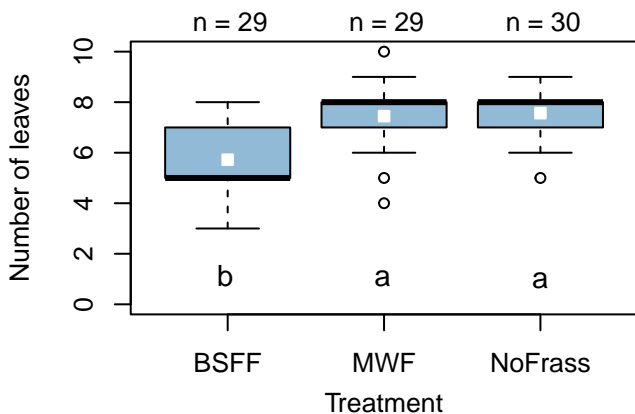 n = 29 n = 29 n = 30
Number of leaves
10
8
6
4
2
0
b a a
BSFF MWF NoFrass
Treatment